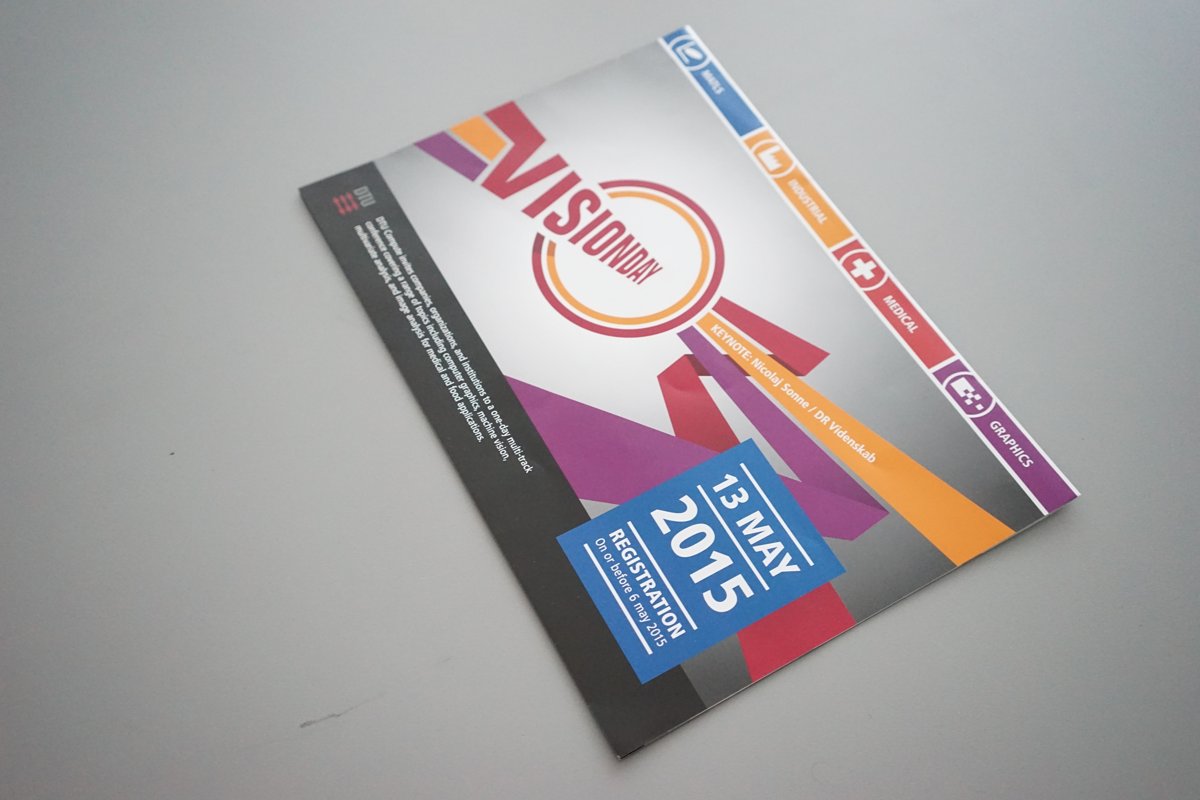 MKDLS
INDUSTRIAL
MEDICAL
GRAPHICS
VISIONDAY
KEYNOTE: Nicolaj Sonne / DR Videnskab
13 MAY
2015
REGISTRATION
On or before 6 may 2015
DTU
DTU Compute invites companies, organizations, and institutions to a one-day multi-track
conference covering a range of topics including computer graphics, machine vision,
multivariate analysis, and image analysis for medical and food applications.